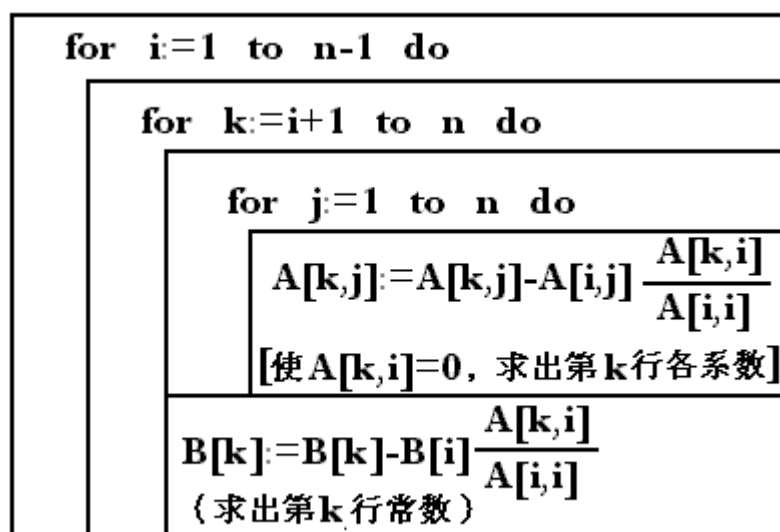 for i:=1 to n-1 do
for k:=i+1 to n do
for j:=1 to n do
A[k,j]:=A[k,j]-A[i,j] A[k,i]/A[i,i]
[使A[k,i]=0，求出第k行各系数]
B[k]:=B[k]-B[i] A[k,i]/A[i,i]
（求出第k行常数）